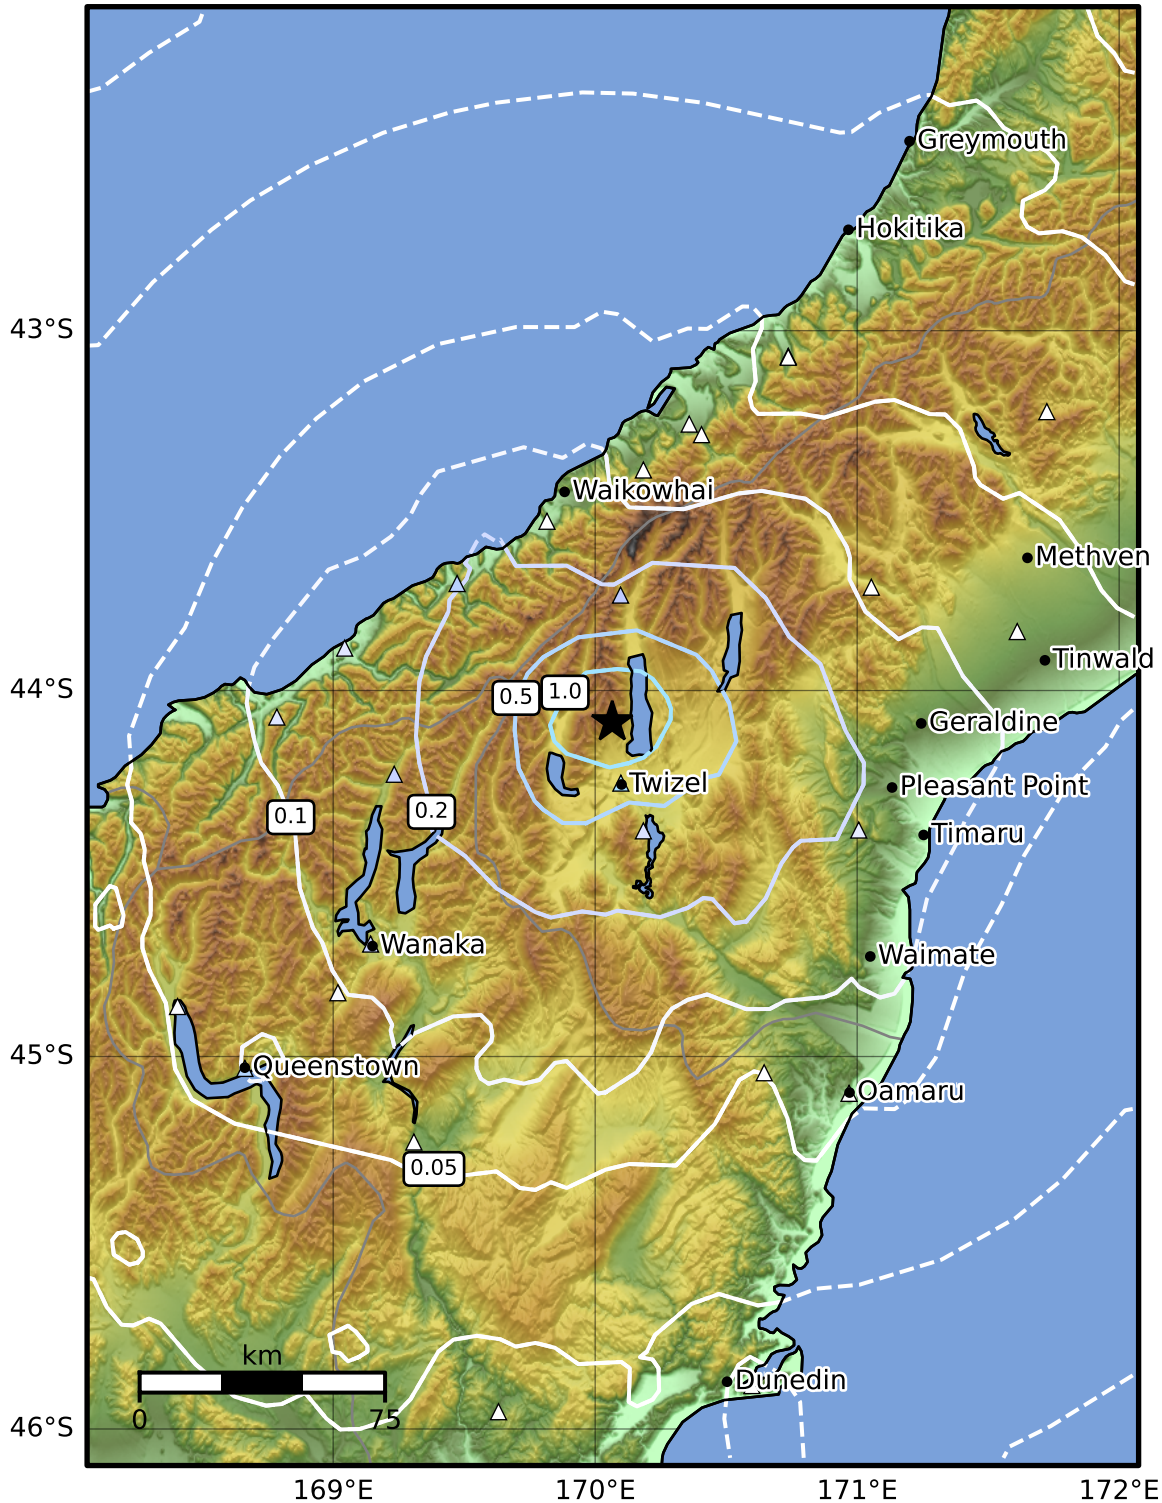 Greymouth
Hokitika
43°S
Waikowhai
Methven
Tinwald
44°S
0.5
1.0
Geraldine
Twizel
Pleasant Point
0.1
0.2
Timaru
Wanaka
Waimate
45°S
Queenstown
Oamaru
0.05
km
Dunedin
0
75
46°S
169°E
170°E
171°E
172°E